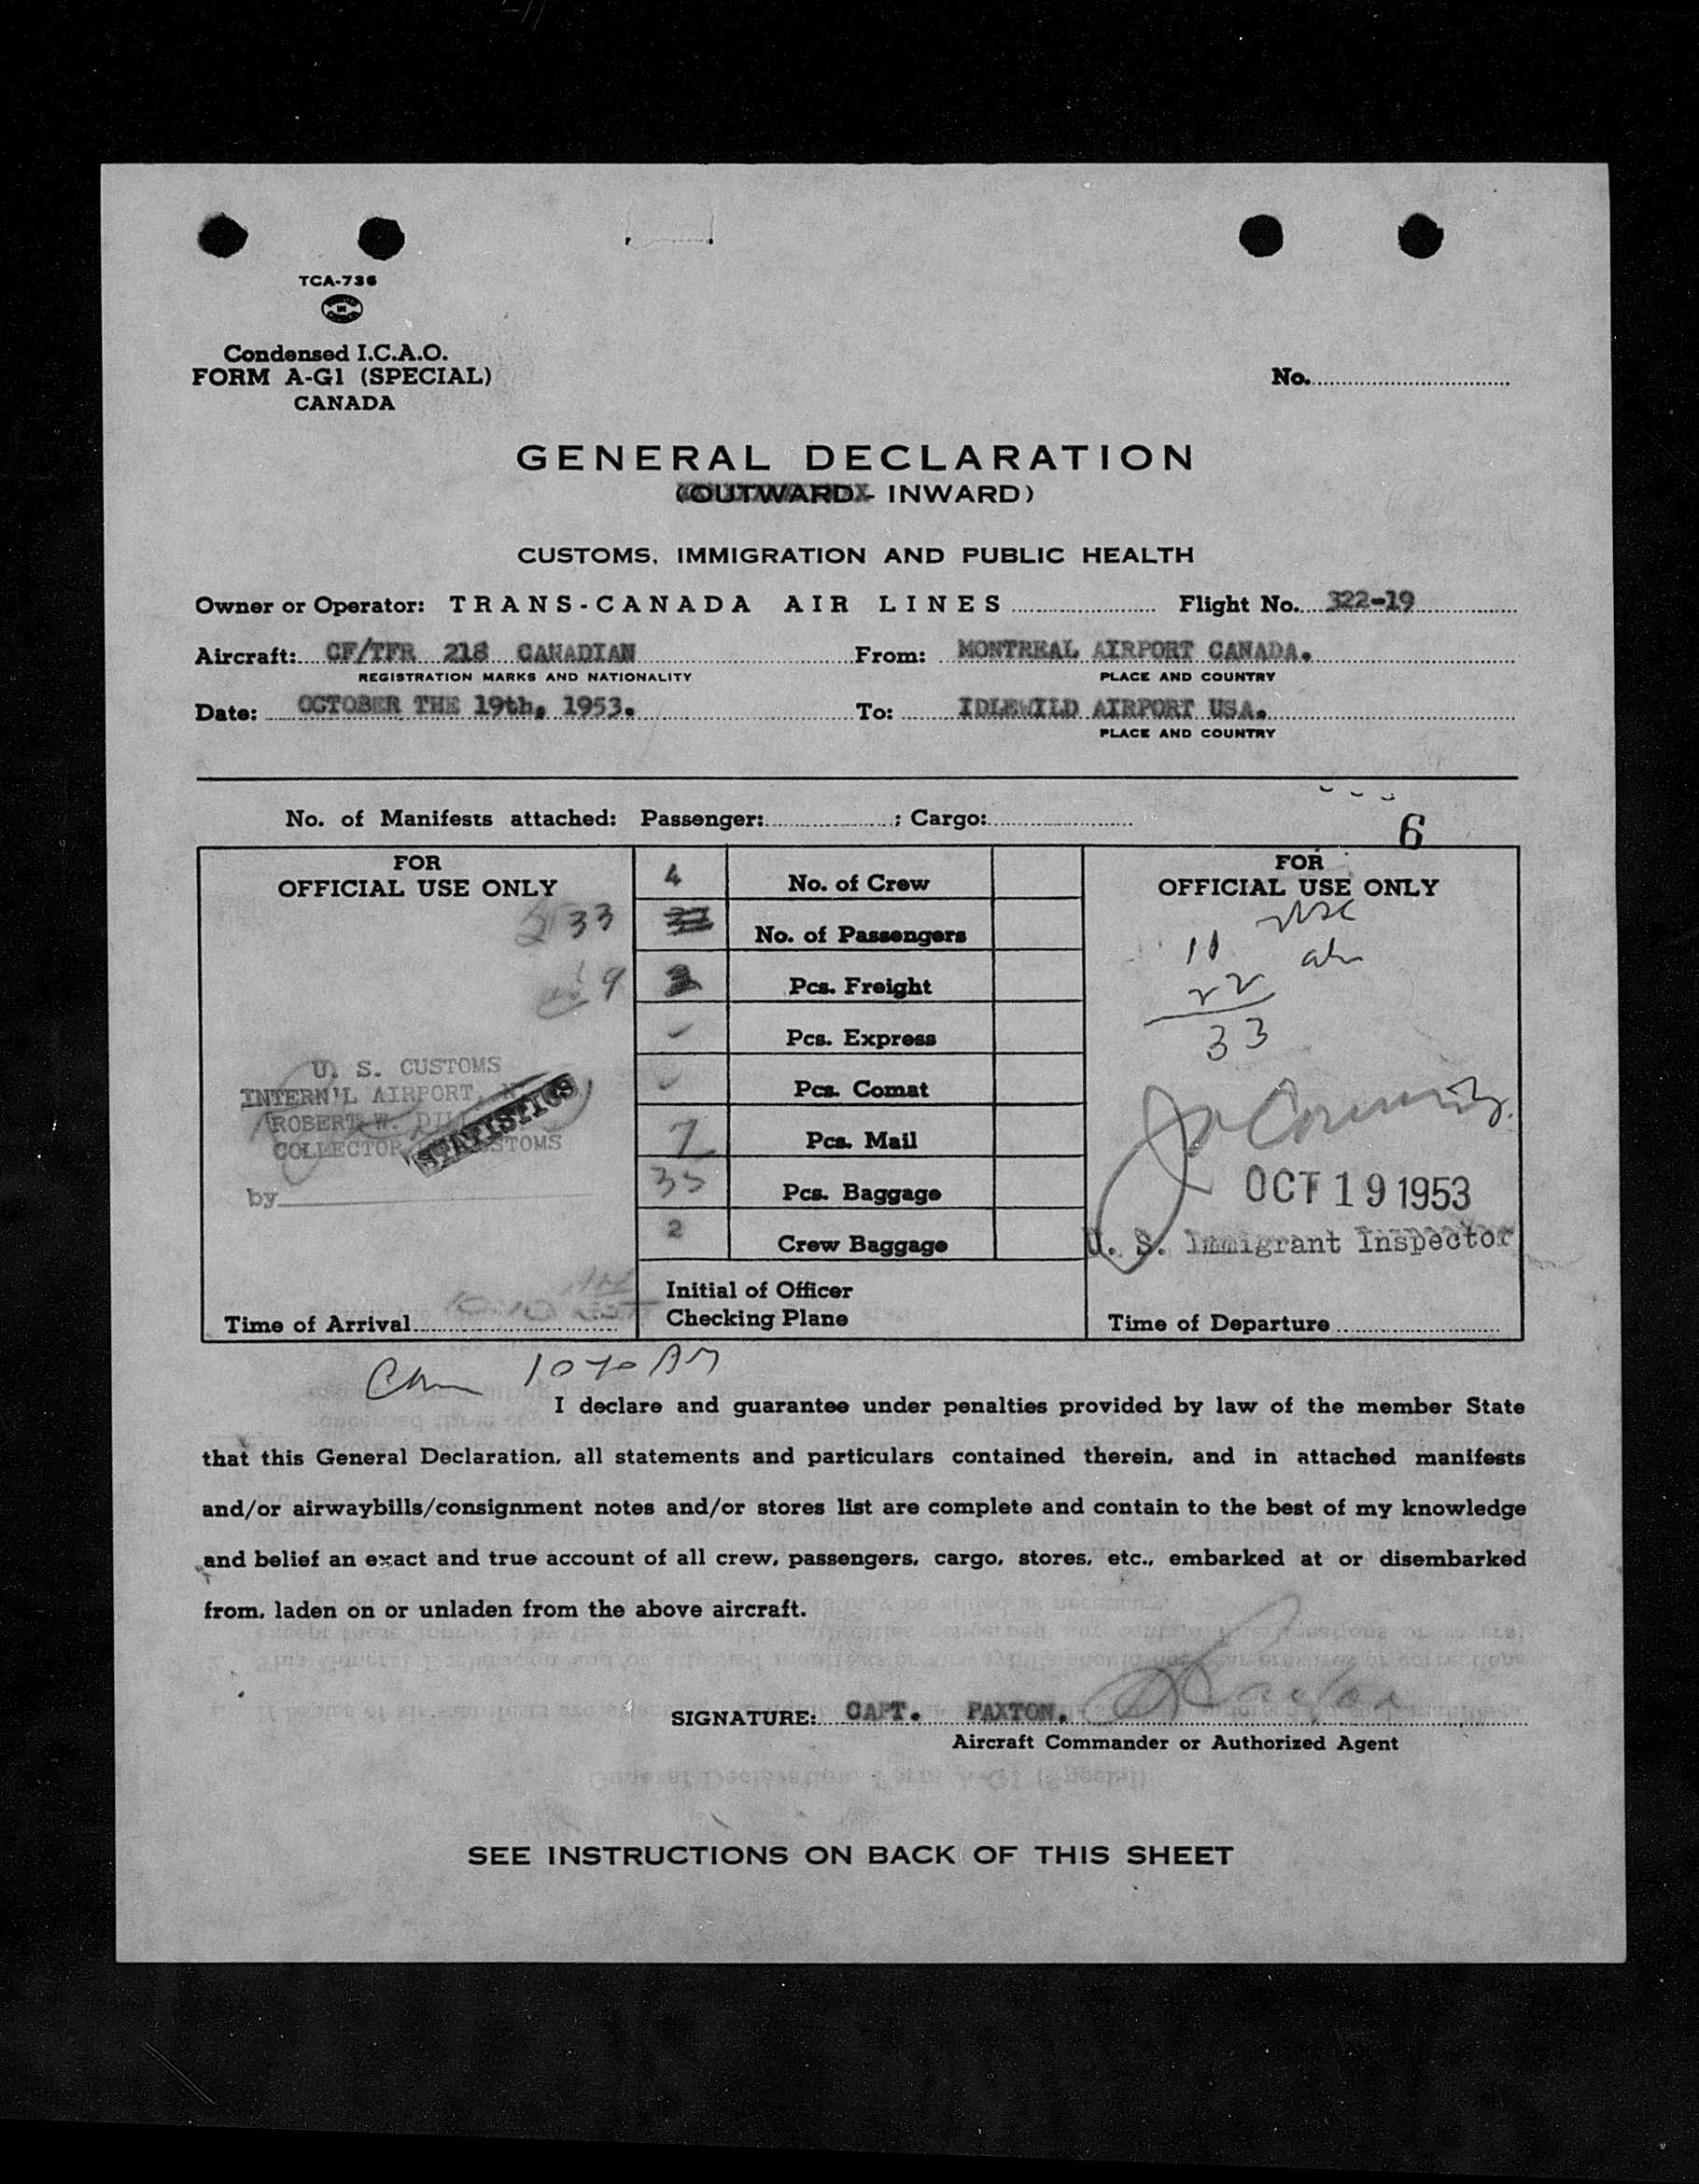 TCA-736
Condensed I.C.A.O.
FORM A-G1 (SPECIAL)
CANADA
No.
GENERAL DECLARATION
(OUTWARD - INWARD)
CUSTOMS, IMMIGRATION AND PUBLIC HEALTH
Owner or Operator: TRANS-CANADA AIR LINES Flight No. 322-19
Aircraft: CF/TFR 218 CANADIAN From: MONTREAL AIRPORT CANADA.
REGISTRATION MARKS AND NATIONALITY PLACE AND COUNTRY
Date: OCTOBER THE 19th, 1953. To: IDLEWILD AIRPORT USA.
PLACE AND COUNTRY
No. of Manifests attached: Passenger: ; Cargo:
6
FOR
OFFICIAL USE ONLY
33
9
U. S. CUSTOMS
INTERN'L AIRPORT,
ROBERT W.
COLLECTOR CUSTOMS
STATISTICS
by
Time of Arrival 10:10
4 No. of Crew
No. of Passengers
Pcs. Freight
Pcs. Express
Pcs. Comat
7 Pcs. Mail
35 Pcs. Baggage
2 Crew Baggage
Initial of Officer
Checking Plane
FOR
OFFICIAL USE ONLY
11
22
33
OCT 19 1953
U. S. Immigrant Inspector
Time of Departure
I declare and guarantee under penalties provided by law of the member State
that this General Declaration, all statements and particulars contained therein, and in attached manifests
and/or airwaybills/consignment notes and/or stores list are complete and contain to the best of my knowledge
and belief an exact and true account of all crew, passengers, cargo, stores, etc., embarked at or disembarked
from, laden on or unladen from the above aircraft.
SIGNATURE: CAPT. PAXTON. Paxton
Aircraft Commander or Authorized Agent
SEE INSTRUCTIONS ON BACK OF THIS SHEET